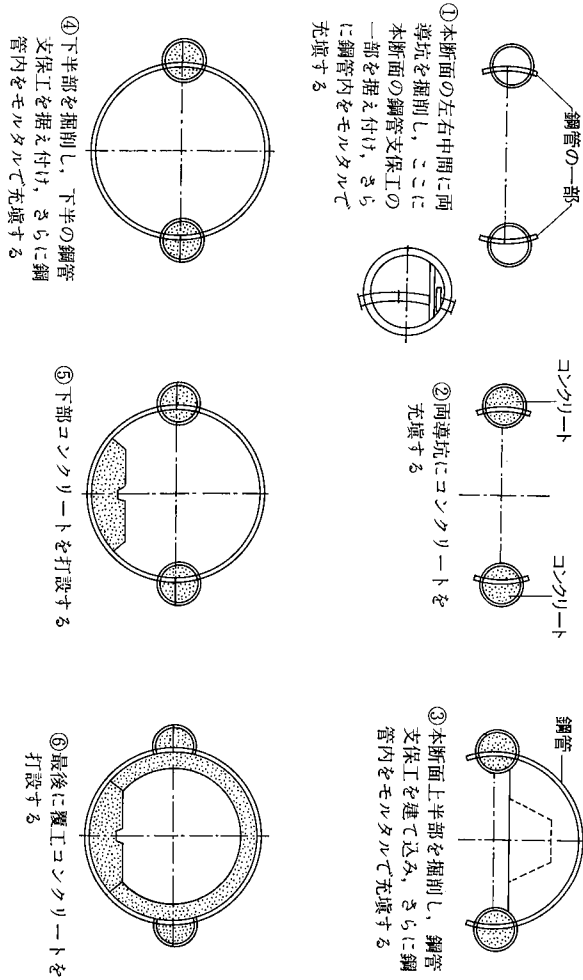 鋼管の一部
①本断面の左右中間に両
導坑を掘削し，ここに
本断面の鋼管支保工の
一部を据え付け，さら
に鋼管内をモルタルで
充填する
コンクリート
コンクリート
②両導坑にコンクリートを
充填する
鋼管
③本断面上半部を掘削し，鋼管
支保工を建て込み，さらに鋼
管内をモルタルで充填する
④下半部を掘削し，下半の鋼管
支保工を据え付け，さらに鋼
管内をモルタルで充填する
⑤下部コンクリートを打設する
⑥最後に覆工コンクリートを
打設する